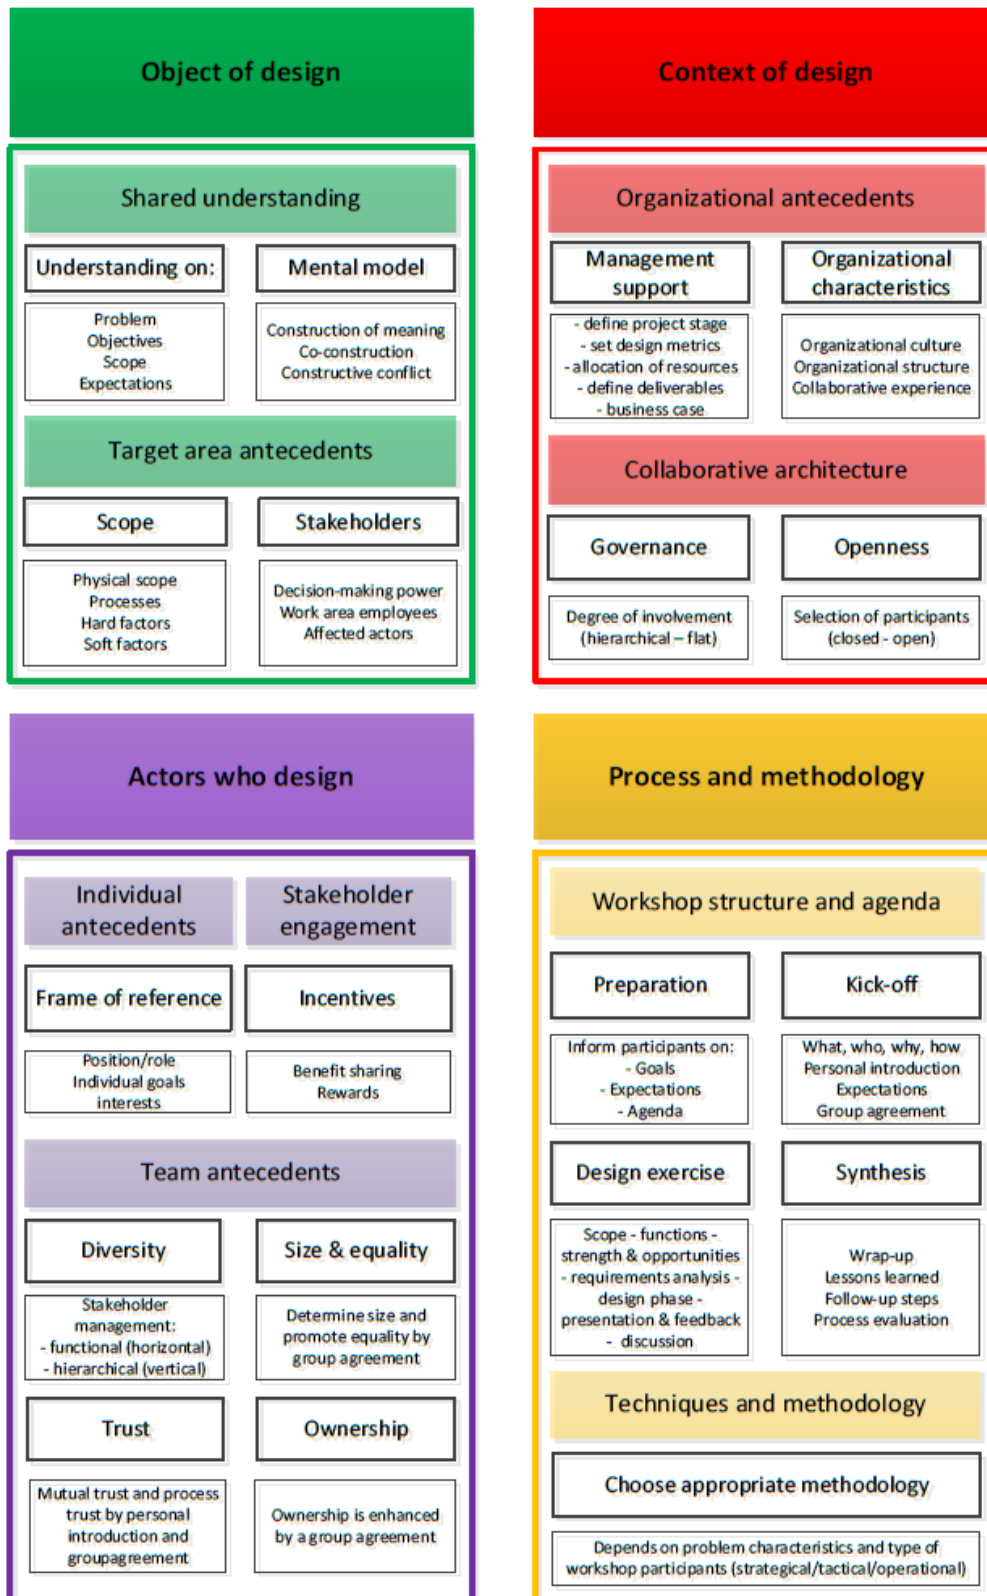 Object of design
Shared understanding
Understanding on:
Problem
Objectives
Scope
Expectations
Mental model
Construction of meaning
Co-construction
Constructive conflict
Target area antecedents
Scope
Physical scope
Processes
Hard factors
Soft factors
Stakeholders
Decision-making power
Work area employees
Affected actors
Context of design
Organizational antecedents
Management
support
- define project stage
- set design metrics
-allocation of resources
- define deliverables
- business case
Organizational
characteristics
Organizational culture
Organizational structure
Collaborative experience
Collaborative architecture
Governance
Degree of involvement
(hierarchical – flat)
Openness
Selection of participants
(closed - open)
Actors who design
Individual
antecedents
Frame of reference
Position/role
Individual goals
interests
Stakeholder
engagement
Incentives
Benefit sharing
Rewards
Team antecedents
Diversity
Stakeholder
management:
- functional (horizontal)
- hierarchical (vertical)
Size & equality
Determine size and
promote equality by
group agreement
Trust
Mutual trust and process
trust by personal
introduction and
groupagreement
Ownership
Ownership is enhanced
by a group agreement
Process and methodology
Workshop structure and agenda
Preparation
Inform participants on:
- Goals
- Expectations
- Agenda
Kick-off
What, who, why, how
Personal introduction
Expectations
Group agreement
Design exercise
Scope - functions -
strength & opportunities
- requirements analysis -
design phase -
presentation & feedback
- discussion
Synthesis
Wrap-up
Lessons learned
Follow-up steps
Process evaluation
Techniques and methodology
Choose appropriate methodology
Depends on problem characteristics and type of
workshop participants (strategical/tactical/operational)